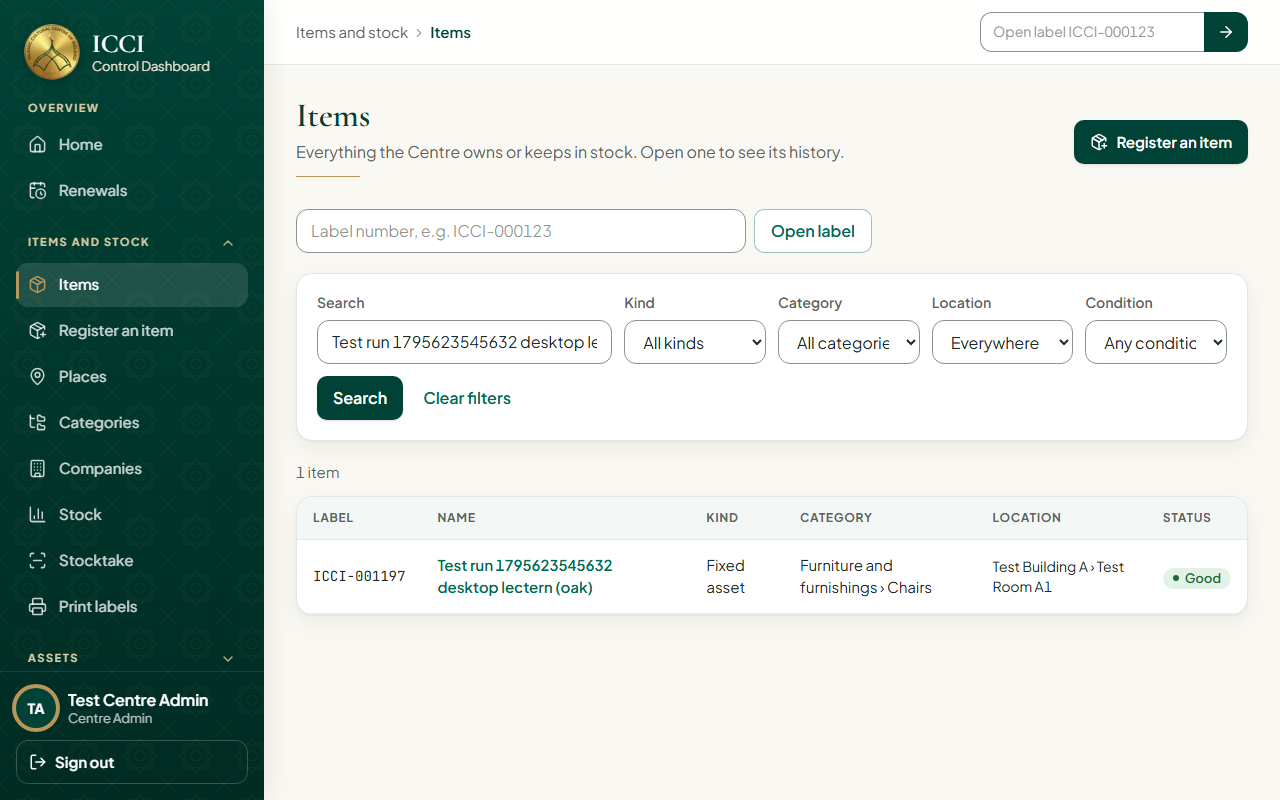 ICCI
Control Dashboard
OVERVIEW
Home
Renewals
ITEMS AND STOCK
Items
Register an item
Places
Categories
Companies
Stock
Stocktake
Print labels
ASSETS
TA
Test Centre Admin
Centre Admin
Sign out
Items and stock › Items
Open label ICCI-000123
Items
Everything the Centre owns or keeps in stock. Open one to see its history.
Register an item
Label number, e.g. ICCI-000123
Open label
Search
Kind
Category
Location
Condition
Test run 1795623545632 desktop le
All kinds
All categorie
Everywhere
Any conditic
Search
Clear filters
1 item
LABEL
NAME
KIND
CATEGORY
LOCATION
STATUS
ICCI-001197
Test run 1795623545632
desktop lectern (oak)
Fixed
asset
Furniture and
furnishings › Chairs
Test Building A › Test
Room A1
Good